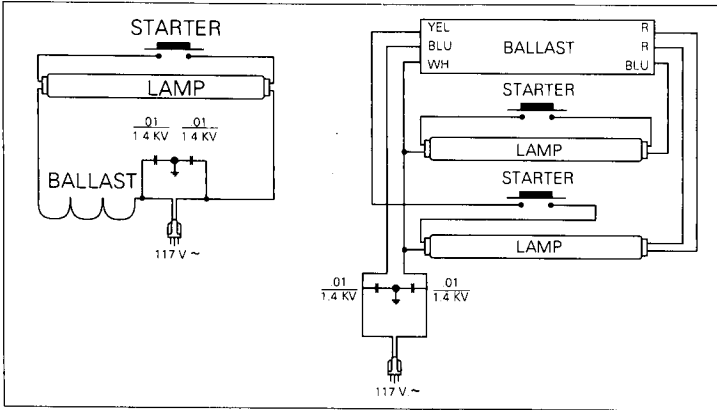 STARTER
LAMP
.01 .01
1.4 KV 1.4 KV
BALLAST
117 V ~
YEL R
BLU BALLAST R
WH BLU
STARTER
LAMP
STARTER
LAMP
.01 .01
1.4 KV 1.4 KV
117 V.~